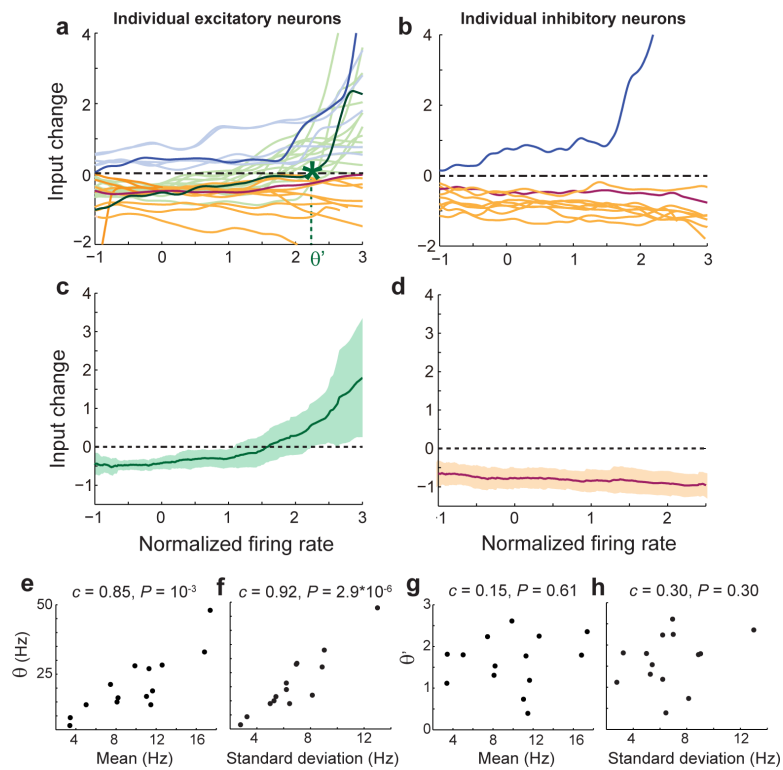 Individual excitatory neurons
Individual inhibitory neurons
a
b
4
2
0
−2
Input change
−1
0
1
2
θ’
3
*
4
2
0
−2
−1
0
1
2
3
c
d
4
3
2
1
0
−1
Input change
−1
0
1
2
3
Normalized firing rate
4
3
2
1
0
−1
-1
0
1
2
Normalized firing rate
e
f
g
h
c = 0.85, P = 10-3
c = 0.92, P = 2.9*10-6
c = 0.15, P = 0.61
c = 0.30, P = 0.30
50
25
θ (Hz)
4
8
12
16
Mean (Hz)
4
8
12
Standard deviation (Hz)
3
2
1
0
θ’
4
8
12
16
Mean (Hz)
4
8
12
Standard deviation (Hz)